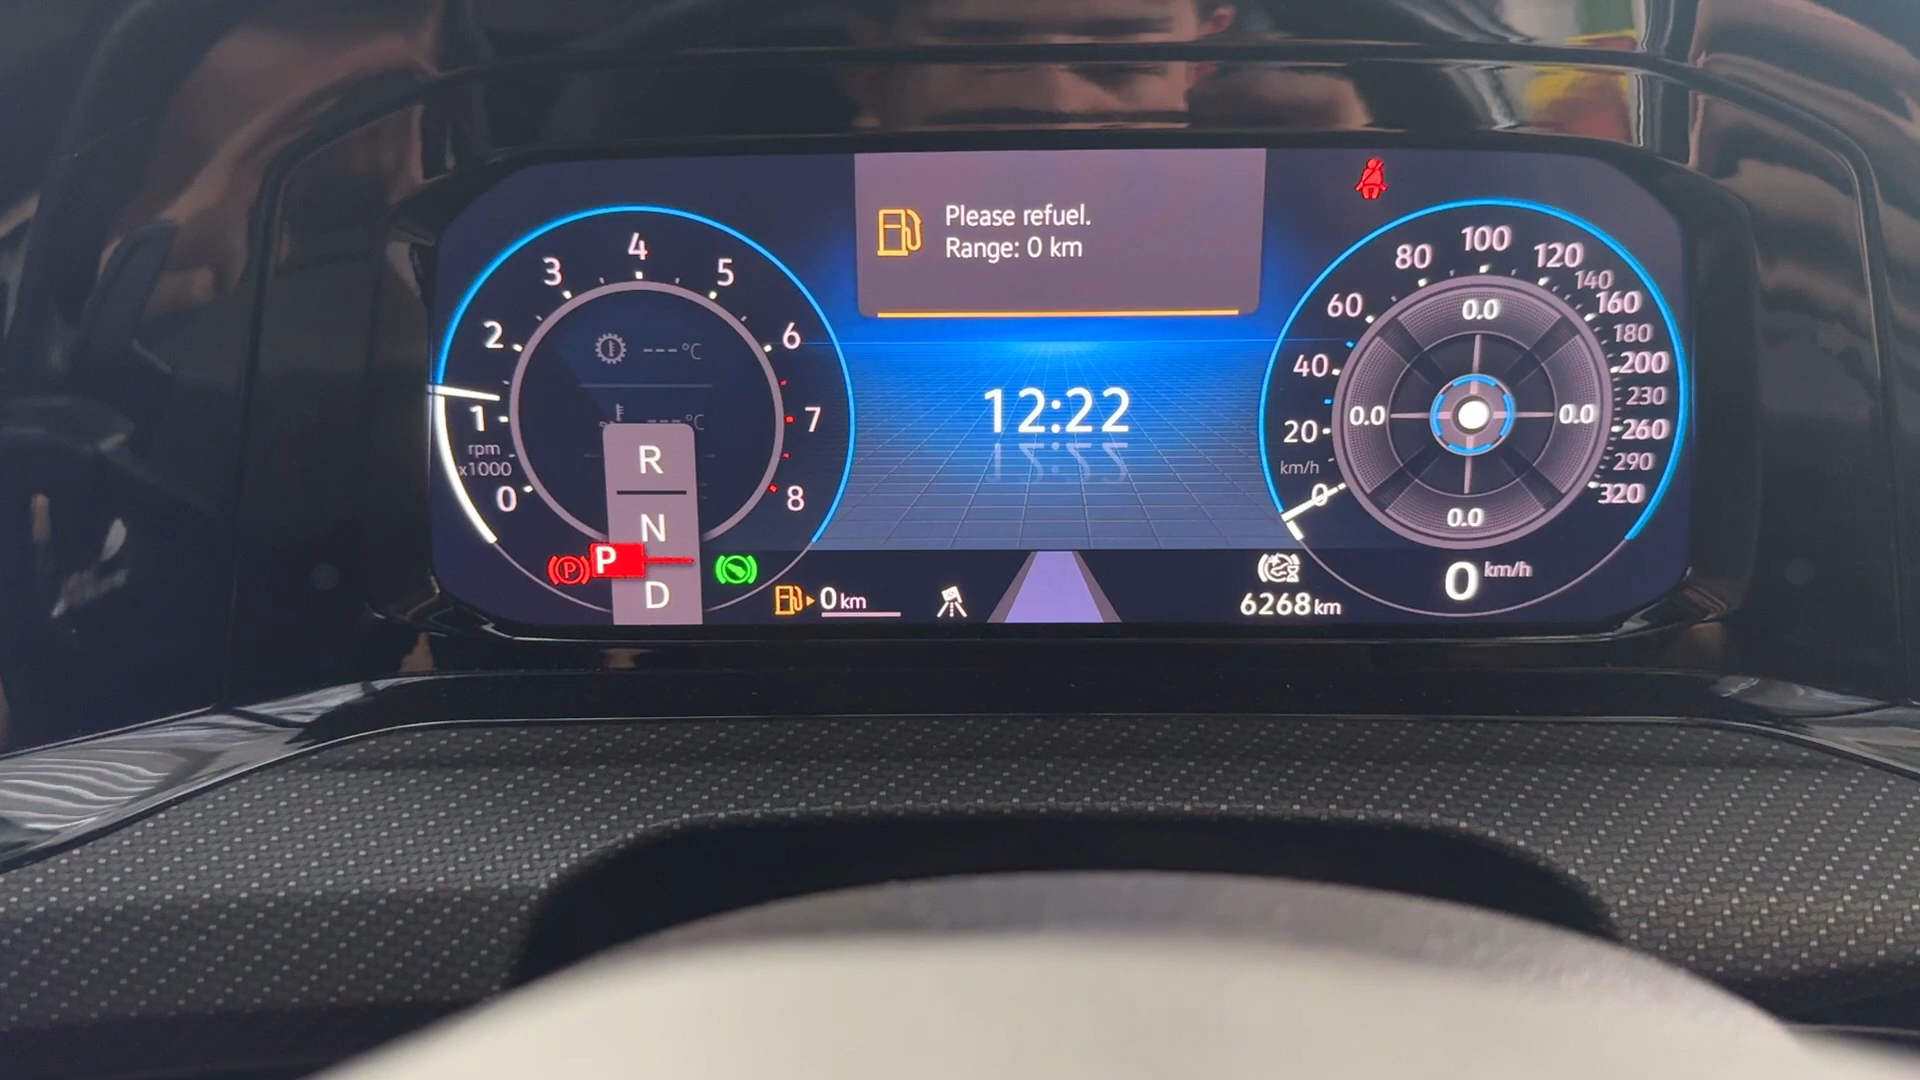 Please refuel.
Range: 0 km
0
1
2
3
4
5
6
7
8
rpm
x1000
---°C
---°C
R
N
P
D
(P)
12:22
0 km
6268 km
0
20
40
60
80
100
120
140
160
180
200
230
260
290
320
km/h
0.0
0.0
0.0
0.0
0 km/h